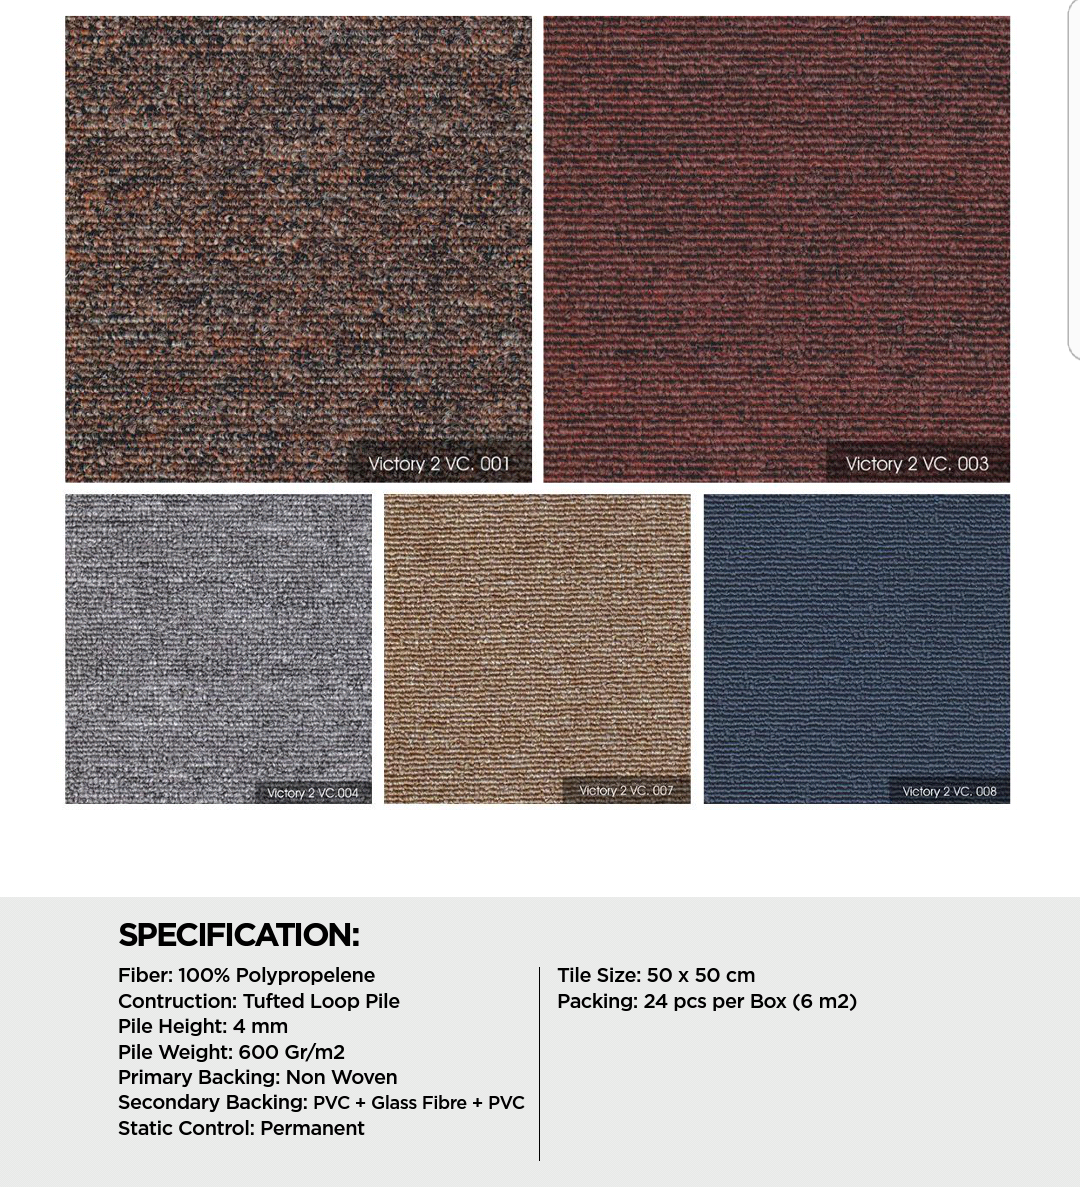 Victory 2 VC. 001
Victory 2 VC. 003
Victory 2 VC.004
Victory 2 VC. 007
Victory 2 VC. 008
SPECIFICATION:
Fiber: 100% Polypropelene
Contruction: Tufted Loop Pile
Pile Height: 4 mm
Pile Weight: 600 Gr/m2
Primary Backing: Non Woven
Secondary Backing: PVC + Glass Fibre + PVC
Static Control: Permanent
Tile Size: 50 x 50 cm
Packing: 24 pcs per Box (6 m2)